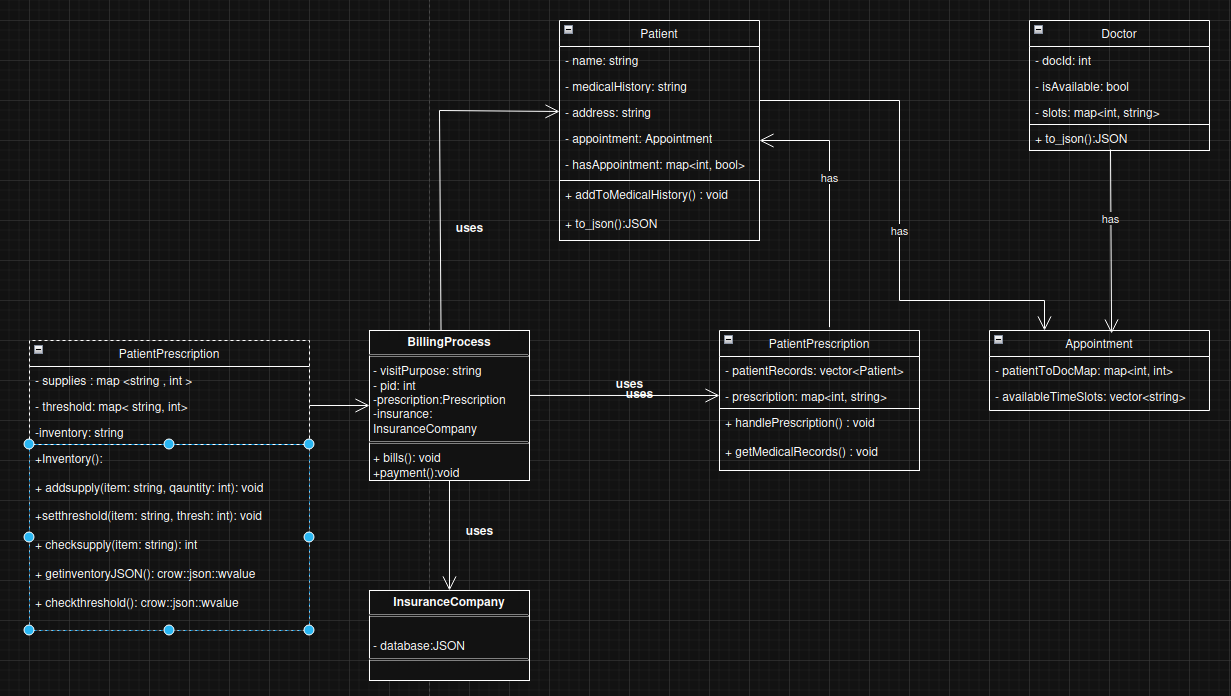 Patient
- name: string
- medicalHistory: string
- address: string
- appointment: Appointment
- hasAppointment: map<int, bool>
+ addToMedicalHistory() : void
+ to_json():JSON
Doctor
- docId: int
- isAvailable: bool
- slots: map<int, string>
+ to_json():JSON
has
has
has
uses
PatientPrescription
- supplies : map <string , int >
- threshold: map< string, int>
-inventory: string
+Inventory():
+ addsupply(item: string, qauntity: int): void
+setthreshold(item: string, thresh: int): void
+ checksupply(item: string): int
+ getinventoryJSON(): crow::json::wvalue
+ checkthreshold(): crow::json::wvalue
BillingProcess
- visitPurpose: string
- pid: int
-prescription:Prescription
-insurance:
InsuranceCompany
+ bills(): void
+payment():void
uses
uses
PatientPrescription
- patientRecords: vector<Patient>
- prescription: map<int, string>
+ handlePrescription() : void
+ getMedicalRecords() : void
Appointment
- patientToDocMap: map<int, int>
- availableTimeSlots: vector<string>
uses
InsuranceCompany
- database:JSON